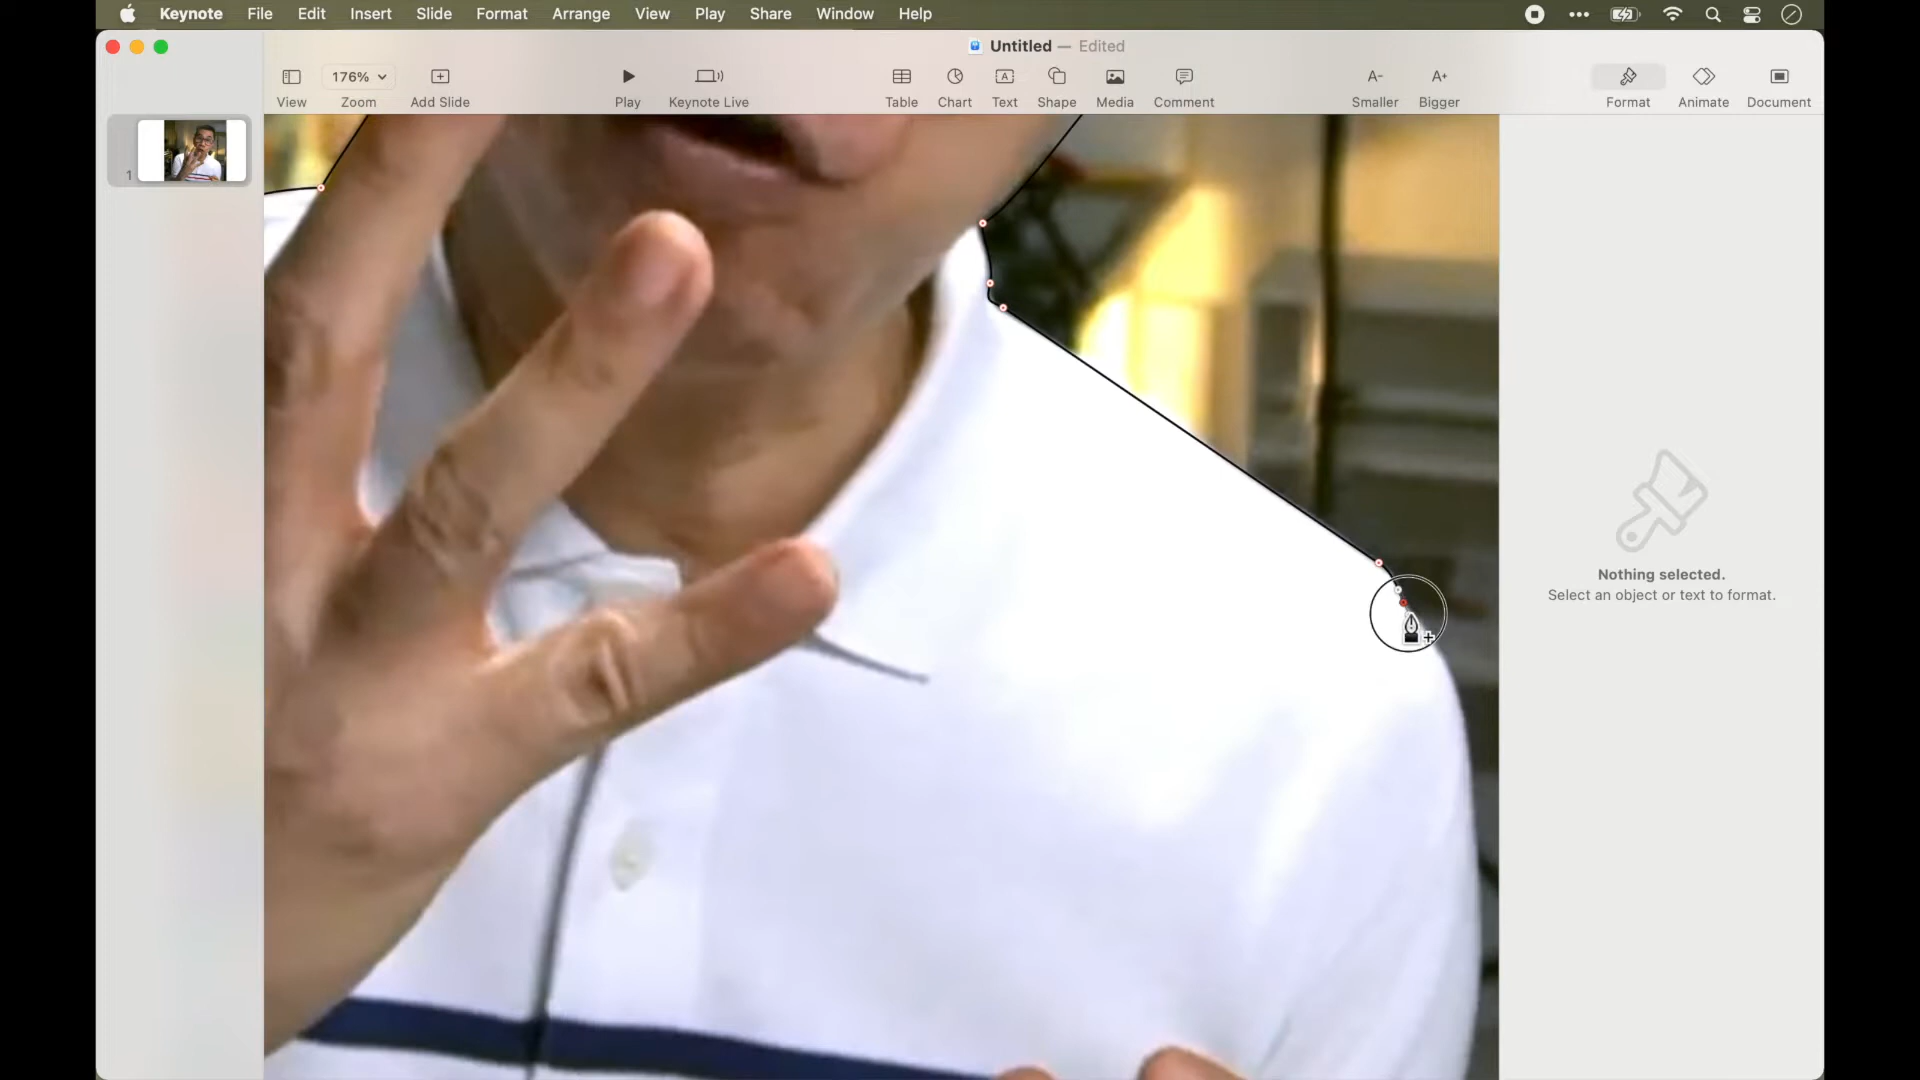 Keynote File Edit Insert Slide Format Arrange View Play Share Window Help
Untitled — Edited
176%
View Zoom Add Slide Play Keynote Live Table Chart Text Shape Media Comment Smaller Bigger Format Animate Document
1
Nothing selected.
Select an object or text to format.